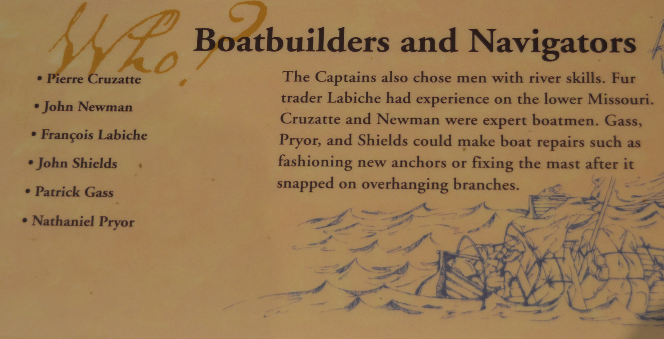 Who?
Boatbuilders and Navigators
• Pierre Cruzatte
• John Newman
• François Labiche
• John Shields
• Patrick Gass
• Nathaniel Pryor
The Captains also chose men with river skills. Fur
trader Labiche had experience on the lower Missouri.
Cruzatte and Newman were expert boatmen. Gass,
Pryor, and Shields could make boat repairs such as
fashioning new anchors or fixing the mast after it
snapped on overhanging branches.